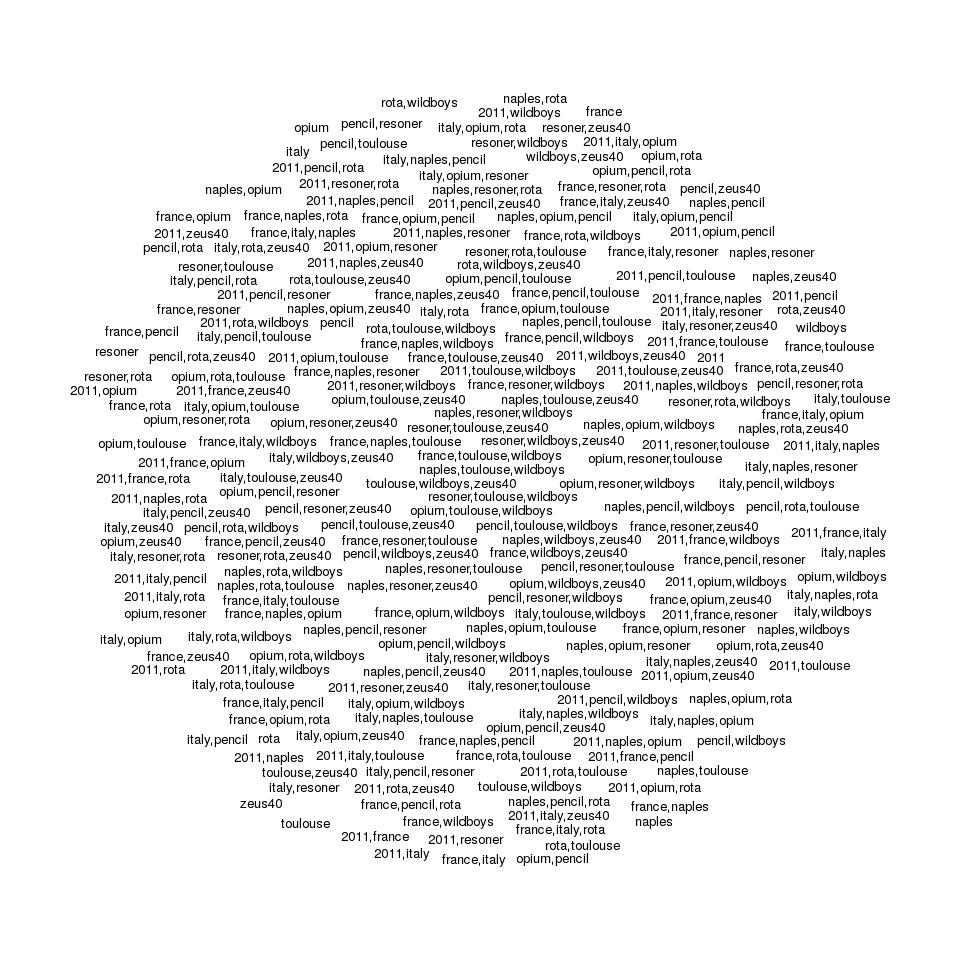 naples,rota
rota,wildboys
2011,wildboys
france
pencil,resoner
opium
italy,opium,rota
resoner,zeus40
pencil,toulouse
resoner,wildboys
2011,italy,opium
italy
italy,naples,pencil
wildboys,zeus40
opium,rota
2011,pencil,rota
italy,opium,resoner
opium,pencil,rota
naples,opium
2011,resoner,rota
naples,resoner,rota
france,resoner,rota
pencil,zeus40
2011,naples,pencil
2011,pencil,zeus40
france,italy,zeus40
naples,pencil
france,opium
france,naples,rota
france,opium,pencil
naples,opium,pencil
italy,opium,pencil
2011,zeus40
france,italy,naples
2011,naples,resoner
france,rota,wildboys
2011,opium,pencil
pencil,rota
italy,rota,zeus40
2011,opium,resoner
resoner,rota,toulouse
france,italy,resoner
naples,resoner
resoner,toulouse
2011,naples,zeus40
rota,wildboys,zeus40
italy,pencil,rota
rota,toulouse,zeus40
opium,pencil,toulouse
2011,pencil,toulouse
naples,zeus40
2011,pencil,resoner
france,naples,zeus40
france,pencil,toulouse
2011,france,naples
2011,pencil
france,resoner
naples,opium,zeus40
italy,rota
france,opium,toulouse
2011,italy,resoner
rota,zeus40
france,pencil
2011,rota,wildboys
pencil
rota,toulouse,wildboys
naples,pencil,toulouse
italy,resoner,zeus40
wildboys
italy,pencil,toulouse
france,naples,wildboys
france,pencil,wildboys
2011,france,toulouse
france,toulouse
resoner
pencil,rota,zeus40
2011,opium,toulouse
france,toulouse,zeus40
2011,wildboys,zeus40
2011
france,rota,zeus40
resoner,rota
opium,rota,toulouse
france,naples,resoner
2011,toulouse,wildboys
2011,toulouse,zeus40
2011,opium
2011,france,zeus40
2011,resoner,wildboys
france,resoner,wildboys
2011,naples,wildboys
pencil,resoner,rota
france,rota
italy,opium,toulouse
opium,toulouse,zeus40
naples,toulouse,zeus40
resoner,rota,wildboys
italy,toulouse
opium,resoner,rota
opium,resoner,zeus40
naples,resoner,wildboys
france,italy,opium
resoner,toulouse,zeus40
naples,opium,wildboys
naples,rota,zeus40
opium,toulouse
france,italy,wildboys
france,naples,toulouse
resoner,wildboys,zeus40
2011,resoner,toulouse
2011,italy,naples
2011,france,opium
italy,wildboys,zeus40
france,toulouse,wildboys
opium,resoner,toulouse
italy,naples,resoner
2011,france,rota
italy,toulouse,zeus40
naples,toulouse,wildboys
toulouse,wildboys,zeus40
opium,resoner,wildboys
italy,pencil,wildboys
2011,naples,rota
opium,pencil,resoner
resoner,toulouse,wildboys
italy,pencil,zeus40
pencil,resoner,zeus40
opium,toulouse,wildboys
naples,pencil,wildboys
pencil,rota,toulouse
italy,zeus40
pencil,rota,wildboys
pencil,toulouse,zeus40
pencil,toulouse,wildboys
france,resoner,zeus40
2011,france,italy
opium,zeus40
france,pencil,zeus40
france,resoner,toulouse
naples,wildboys,zeus40
2011,france,wildboys
italy,resoner,rota
resoner,rota,zeus40
pencil,wildboys,zeus40
france,wildboys,zeus40
france,pencil,resoner
italy,naples
2011,italy,pencil
naples,rota,wildboys
naples,resoner,toulouse
pencil,resoner,toulouse
naples,rota,toulouse
naples,resoner,zeus40
opium,wildboys,zeus40
2011,opium,wildboys
opium,wildboys
2011,italy,rota
france,italy,toulouse
pencil,resoner,wildboys
france,opium,zeus40
italy,naples,rota
opium,resoner
france,naples,opium
france,opium,wildboys
italy,toulouse,wildboys
2011,france,resoner
italy,wildboys
italy,opium
italy,rota,wildboys
naples,pencil,resoner
naples,opium,toulouse
france,opium,resoner
naples,wildboys
opium,pencil,wildboys
naples,opium,resoner
opium,rota,zeus40
france,zeus40
opium,rota,wildboys
italy,resoner,wildboys
italy,naples,zeus40
2011,toulouse
2011,rota
2011,italy,wildboys
naples,pencil,zeus40
2011,naples,toulouse
2011,opium,zeus40
italy,rota,toulouse
2011,resoner,zeus40
italy,resoner,toulouse
france,italy,pencil
italy,opium,wildboys
2011,pencil,wildboys
naples,opium,rota
france,opium,rota
italy,naples,toulouse
italy,naples,wildboys
italy,naples,opium
opium,pencil,zeus40
italy,pencil
rota
italy,opium,zeus40
france,naples,pencil
2011,naples,opium
pencil,wildboys
2011,naples
2011,italy,toulouse
france,rota,toulouse
2011,france,pencil
toulouse,zeus40
italy,pencil,resoner
2011,rota,toulouse
naples,toulouse
italy,resoner
2011,rota,zeus40
toulouse,wildboys
2011,opium,rota
zeus40
france,pencil,rota
naples,pencil,rota
france,naples
2011,italy,zeus40
toulouse
france,wildboys
naples
france,italy,rota
2011,france
2011,resoner
rota,toulouse
2011,italy
france,italy
opium,pencil